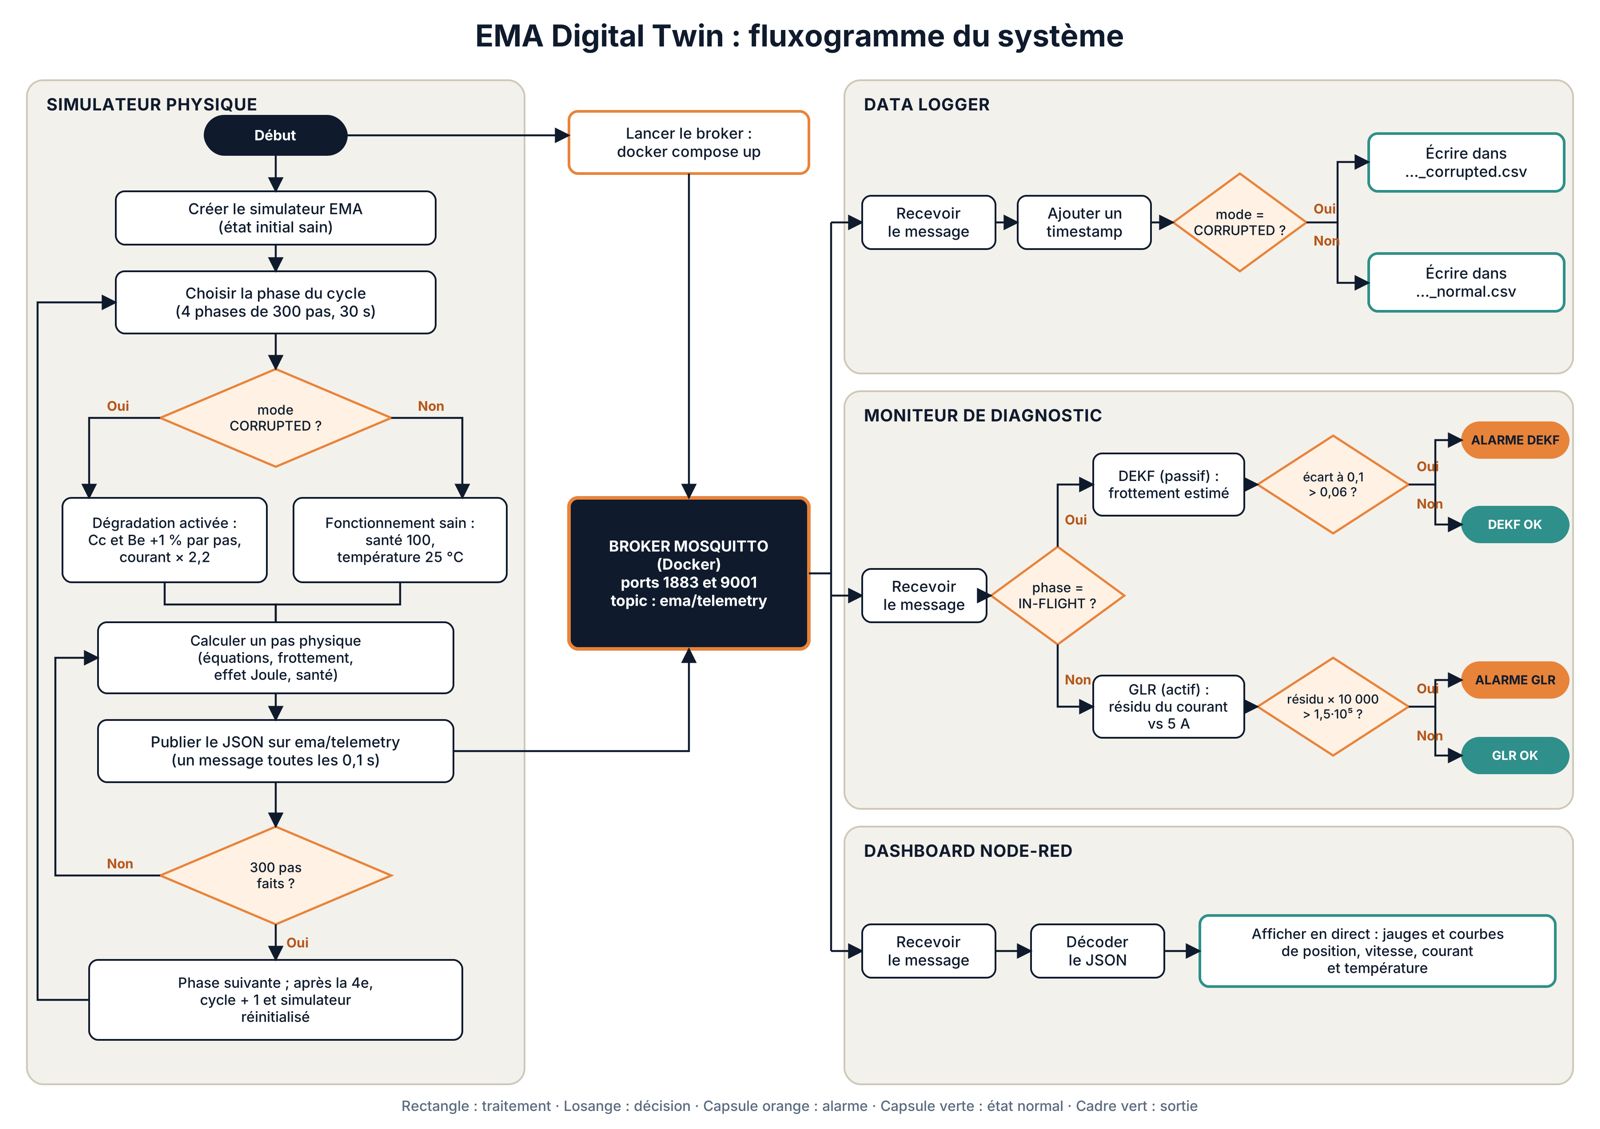 EMA Digital Twin : fluxogramme du système
SIMULATEUR PHYSIQUE
Début
Créer le simulateur EMA
(état initial sain)
Choisir la phase du cycle
(4 phases de 300 pas, 30 s)
mode
CORRUPTED ?
Oui
Non
Dégradation activée :
Cc et Be +1 % par pas,
courant × 2,2
Fonctionnement sain :
santé 100,
température 25 °C
Calculer un pas physique
(équations, frottement,
effet Joule, santé)
Publier le JSON sur ema/telemetry
(un message toutes les 0,1 s)
300 pas
faits ?
Non
Oui
Phase suivante ; après la 4e,
cycle + 1 et simulateur
réinitialisé
Lancer le broker :
docker compose up
BROKER MOSQUITTO
(Docker)
ports 1883 et 9001
topic : ema/telemetry
DATA LOGGER
Recevoir
le message
Ajouter un
timestamp
mode =
CORRUPTED ?
Oui
Non
Écrire dans
..._corrupted.csv
Écrire dans
..._normal.csv
MONITEUR DE DIAGNOSTIC
Recevoir
le message
phase =
IN-FLIGHT ?
Oui
Non
DEKF (passif) :
frottement estimé
écart à 0,1
> 0,06 ?
Oui
Non
ALARME DEKF
DEKF OK
GLR (actif) :
résidu du courant
vs 5 A
résidu × 10 000
> 1,5·10⁵ ?
Oui
Non
ALARME GLR
GLR OK
DASHBOARD NODE-RED
Recevoir
le message
Décoder
le JSON
Afficher en direct : jauges et courbes
de position, vitesse, courant
et température
Rectangle : traitement · Losange : décision · Capsule orange : alarme · Capsule verte : état normal · Cadre vert : sortie